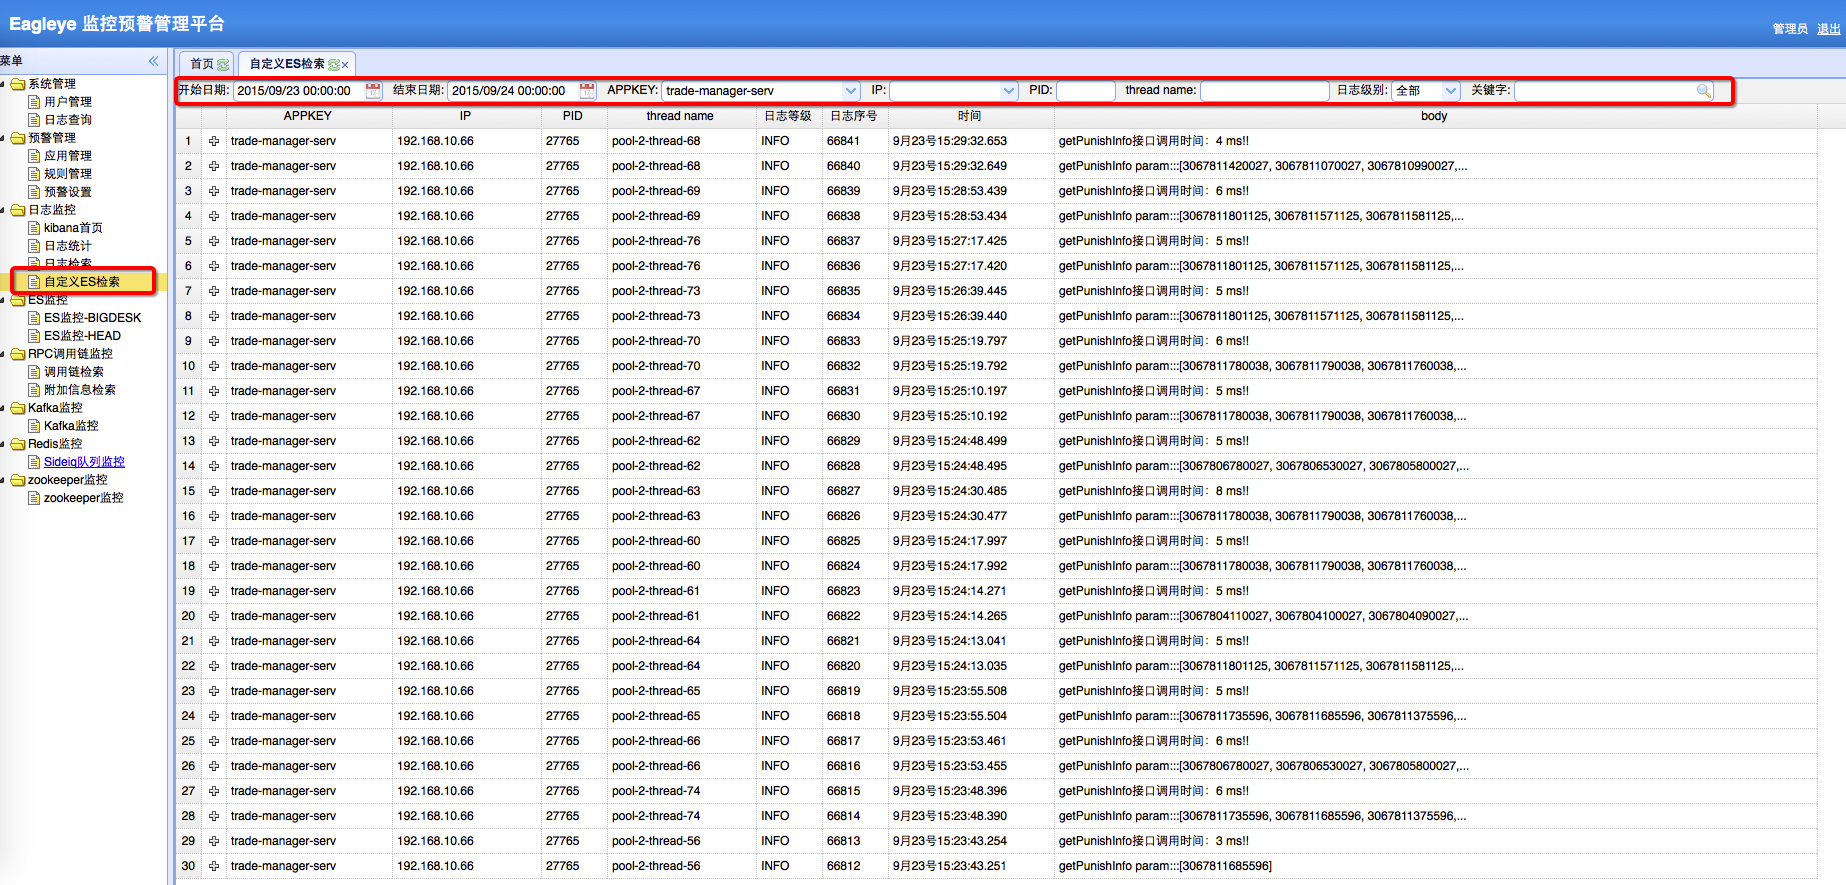 Eagleye 监控预警管理平台
管理员 退出
菜单
系统管理
用户管理
日志查询
预警管理
应用管理
规则管理
预警设置
日志监控
kibana首页
日志统计
日志检索
自定义ES检索
ES监控
ES监控-BIGDESK
ES监控-HEAD
RPC调用链监控
调用链检索
附加信息检索
Kafka监控
Kafka监控
Redis监控
Sideiq队列监控
zookeeper监控
zookeeper监控
首页 自定义ES检索
开始日期: 2015/09/23 00:00:00 结束日期: 2015/09/24 00:00:00 APPKEY: trade-manager-serv IP: PID: thread name: 日志级别: 全部 关键字:
APPKEY IP PID thread name 日志等级 日志序号 时间 body
1 trade-manager-serv 192.168.10.66 27765 pool-2-thread-68 INFO 66841 9月23号15:29:32.653 getPunishInfo接口调用时间: 4 ms!!
2 trade-manager-serv 192.168.10.66 27765 pool-2-thread-68 INFO 66840 9月23号15:29:32.649 getPunishInfo param:::[3067811420027, 3067811070027, 3067810990027,...
3 trade-manager-serv 192.168.10.66 27765 pool-2-thread-69 INFO 66839 9月23号15:28:53.439 getPunishInfo接口调用时间: 6 ms!!
4 trade-manager-serv 192.168.10.66 27765 pool-2-thread-69 INFO 66838 9月23号15:28:53.434 getPunishInfo param:::[3067811801125, 3067811571125, 3067811581125,...
5 trade-manager-serv 192.168.10.66 27765 pool-2-thread-76 INFO 66837 9月23号15:27:17.425 getPunishInfo接口调用时间: 5 ms!!
6 trade-manager-serv 192.168.10.66 27765 pool-2-thread-76 INFO 66836 9月23号15:27:17.420 getPunishInfo param:::[3067811801125, 3067811571125, 3067811581125,...
7 trade-manager-serv 192.168.10.66 27765 pool-2-thread-73 INFO 66835 9月23号15:26:39.445 getPunishInfo接口调用时间: 5 ms!!
8 trade-manager-serv 192.168.10.66 27765 pool-2-thread-73 INFO 66834 9月23号15:26:39.440 getPunishInfo param:::[3067811801125, 3067811571125, 3067811581125,...
9 trade-manager-serv 192.168.10.66 27765 pool-2-thread-70 INFO 66833 9月23号15:25:19.797 getPunishInfo接口调用时间: 6 ms!!
10 trade-manager-serv 192.168.10.66 27765 pool-2-thread-70 INFO 66832 9月23号15:25:19.792 getPunishInfo param:::[3067811780038, 3067811790038, 3067811760038,...
11 trade-manager-serv 192.168.10.66 27765 pool-2-thread-67 INFO 66831 9月23号15:25:10.197 getPunishInfo接口调用时间: 5 ms!!
12 trade-manager-serv 192.168.10.66 27765 pool-2-thread-67 INFO 66830 9月23号15:25:10.192 getPunishInfo param:::[3067811780038, 3067811790038, 3067811760038,...
13 trade-manager-serv 192.168.10.66 27765 pool-2-thread-62 INFO 66829 9月23号15:24:48.499 getPunishInfo接口调用时间: 5 ms!!
14 trade-manager-serv 192.168.10.66 27765 pool-2-thread-62 INFO 66828 9月23号15:24:48.495 getPunishInfo param:::[3067806780027, 3067806530027, 3067805800027,...
15 trade-manager-serv 192.168.10.66 27765 pool-2-thread-63 INFO 66827 9月23号15:24:30.485 getPunishInfo接口调用时间: 8 ms!!
16 trade-manager-serv 192.168.10.66 27765 pool-2-thread-63 INFO 66826 9月23号15:24:30.477 getPunishInfo param:::[3067811780038, 3067811790038, 3067811760038,...
17 trade-manager-serv 192.168.10.66 27765 pool-2-thread-60 INFO 66825 9月23号15:24:17.997 getPunishInfo接口调用时间: 5 ms!!
18 trade-manager-serv 192.168.10.66 27765 pool-2-thread-60 INFO 66824 9月23号15:24:17.992 getPunishInfo param:::[3067811780038, 3067811790038, 3067811760038,...
19 trade-manager-serv 192.168.10.66 27765 pool-2-thread-61 INFO 66823 9月23号15:24:14.271 getPunishInfo接口调用时间: 5 ms!!
20 trade-manager-serv 192.168.10.66 27765 pool-2-thread-61 INFO 66822 9月23号15:24:14.265 getPunishInfo param:::[3067804110027, 3067804100027, 3067804090027,...
21 trade-manager-serv 192.168.10.66 27765 pool-2-thread-64 INFO 66821 9月23号15:24:13.041 getPunishInfo接口调用时间: 5 ms!!
22 trade-manager-serv 192.168.10.66 27765 pool-2-thread-64 INFO 66820 9月23号15:24:13.035 getPunishInfo param:::[3067811801125, 3067811571125, 3067811581125,...
23 trade-manager-serv 192.168.10.66 27765 pool-2-thread-65 INFO 66819 9月23号15:23:55.508 getPunishInfo接口调用时间: 5 ms!!
24 trade-manager-serv 192.168.10.66 27765 pool-2-thread-65 INFO 66818 9月23号15:23:55.504 getPunishInfo param:::[3067811735596, 3067811685596, 3067811375596,...
25 trade-manager-serv 192.168.10.66 27765 pool-2-thread-66 INFO 66817 9月23号15:23:53.461 getPunishInfo接口调用时间: 6 ms!!
26 trade-manager-serv 192.168.10.66 27765 pool-2-thread-66 INFO 66816 9月23号15:23:53.455 getPunishInfo param:::[3067806780027, 3067806530027, 3067805800027,...
27 trade-manager-serv 192.168.10.66 27765 pool-2-thread-74 INFO 66815 9月23号15:23:48.396 getPunishInfo接口调用时间: 6 ms!!
28 trade-manager-serv 192.168.10.66 27765 pool-2-thread-74 INFO 66814 9月23号15:23:48.390 getPunishInfo param:::[3067811735596, 3067811685596, 3067811375596,...
29 trade-manager-serv 192.168.10.66 27765 pool-2-thread-56 INFO 66813 9月23号15:23:43.254 getPunishInfo接口调用时间: 3 ms!!
30 trade-manager-serv 192.168.10.66 27765 pool-2-thread-56 INFO 66812 9月23号15:23:43.251 getPunishInfo param:::[3067811685596]